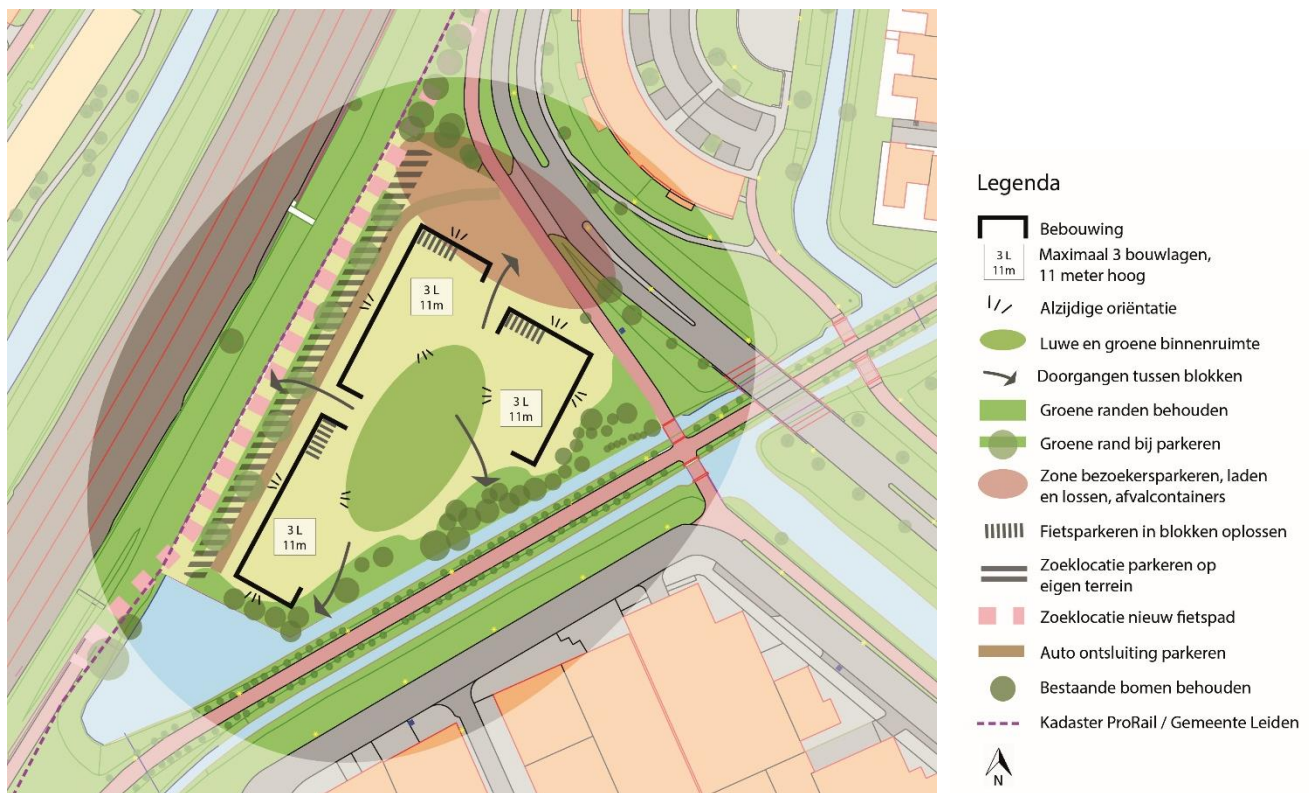 3 L
11m
3 L
11m
3 L
11m
Legenda
Bebouwing
3 L
11m
Maximaal 3 bouwlagen,
11 meter hoog
Alzijdige oriëntatie
Luwe en groene binnenruimte
Doorgangen tussen blokken
Groene randen behouden
Groene rand bij parkeren
Zone bezoekersparkeren, laden
en lossen, afvalcontainers
Fietsparkeren in blokken oplossen
Zoeklocatie parkeren op
eigen terrein
Zoeklocatie nieuw fietspad
Auto ontsluiting parkeren
Bestaande bomen behouden
Kadaster ProRail / Gemeente Leiden
N